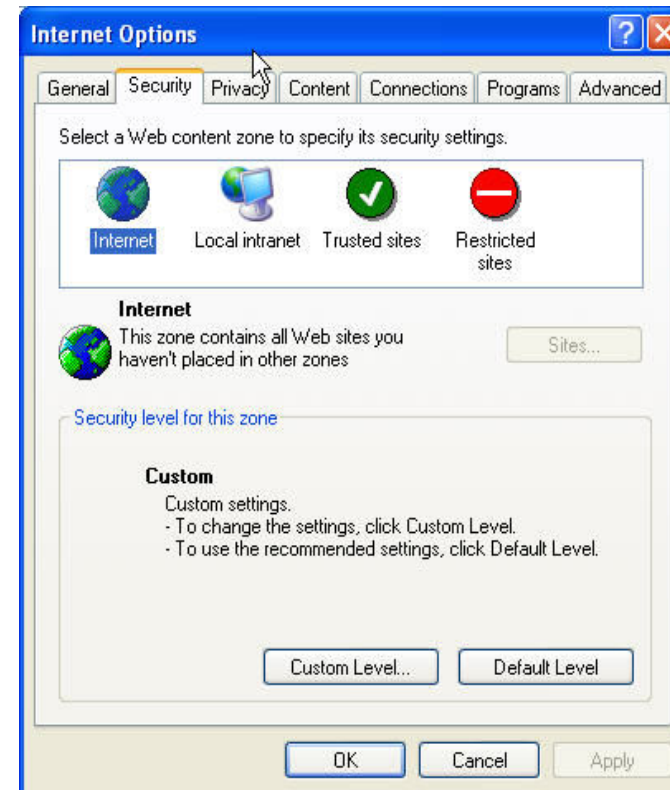 Internet Options
General Security Privacy Content Connections Programs Advanced
Select a Web content zone to specify its security settings.
Internet Local intranet Trusted sites Restricted
sites
Internet
This zone contains all Web sites you
haven't placed in other zones
Sites...
Security level for this zone
Custom
Custom settings.
- To change the settings, click Custom Level.
- To use the recommended settings, click Default Level.
Custom Level... Default Level
OK Cancel Apply